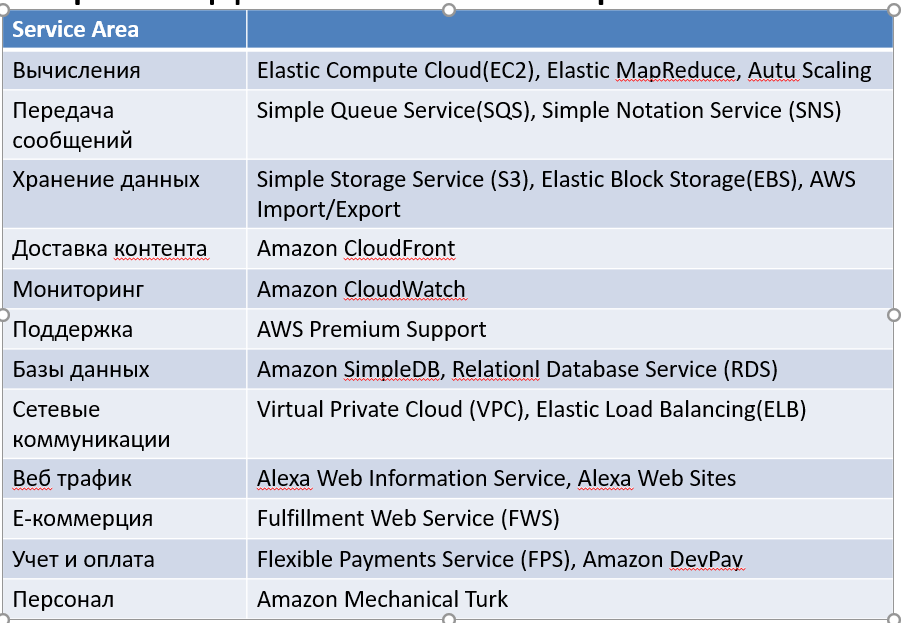 Service Area
Вычисления
Elastic Compute Cloud(EC2), Elastic MapReduce, Autu Scaling
Передача
сообщений
Simple Queue Service(SQS), Simple Notation Service (SNS)
Хранение данных
Simple Storage Service (S3), Elastic Block Storage(EBS), AWS
Import/Export
Доставка контента
Amazon CloudFront
Мониторинг
Amazon CloudWatch
Поддержка
AWS Premium Support
Базы данных
Amazon SimpleDB, Relationl Database Service (RDS)
Сетевые
коммуникации
Virtual Private Cloud (VPC), Elastic Load Balancing(ELB)
Веб трафик
Alexa Web Information Service, Alexa Web Sites
Е-коммерция
Fulfillment Web Service (FWS)
Учет и оплата
Flexible Payments Service (FPS), Amazon DevPay
Персонал
Amazon Mechanical Turk